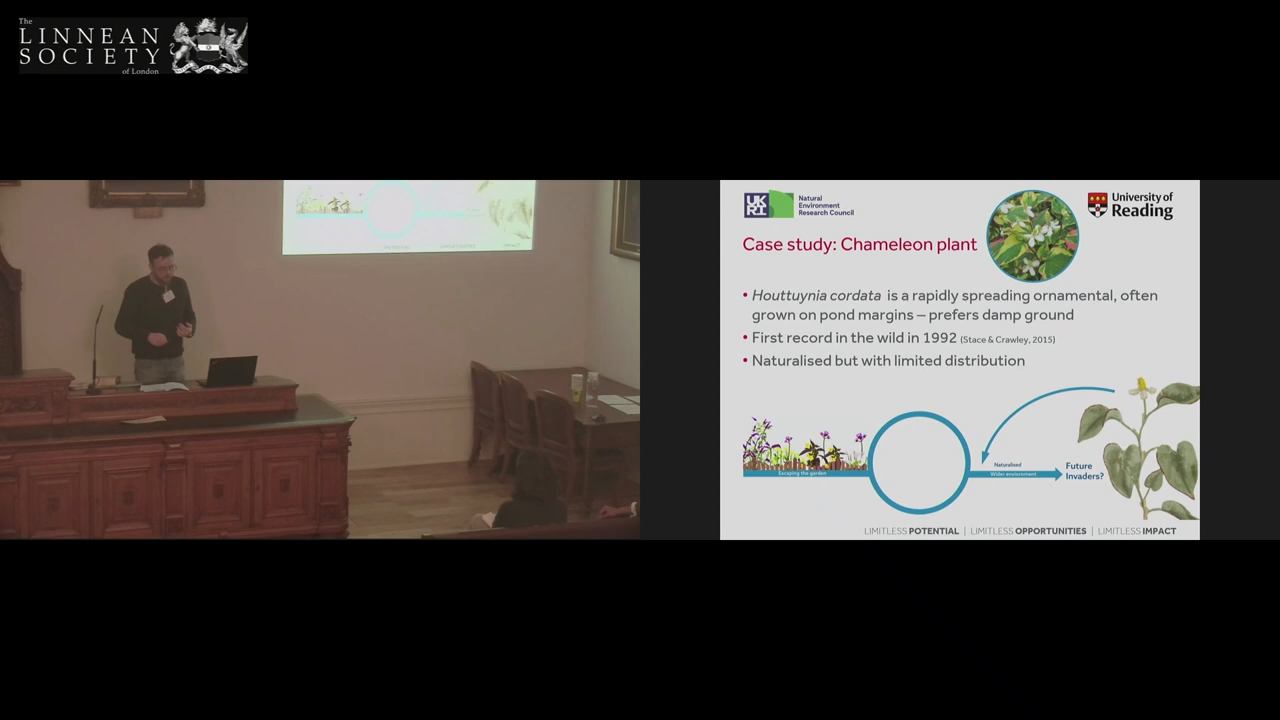 The
LINNEAN
SOCIETY
of London
UK
RI
Natural
Environment
Research Council
University of
Reading
Case study: Chameleon plant
• Houttuynia cordata is a rapidly spreading ornamental, often
grown on pond margins – prefers damp ground
• First record in the wild in 1992 (Stace & Crawley, 2015)
• Naturalised but with limited distribution
Escaping the garden
Naturalised
Wider environment
Future
Invaders?
LIMITLESS POTENTIAL | LIMITLESS OPPORTUNITIES | LIMITLESS IMPACT